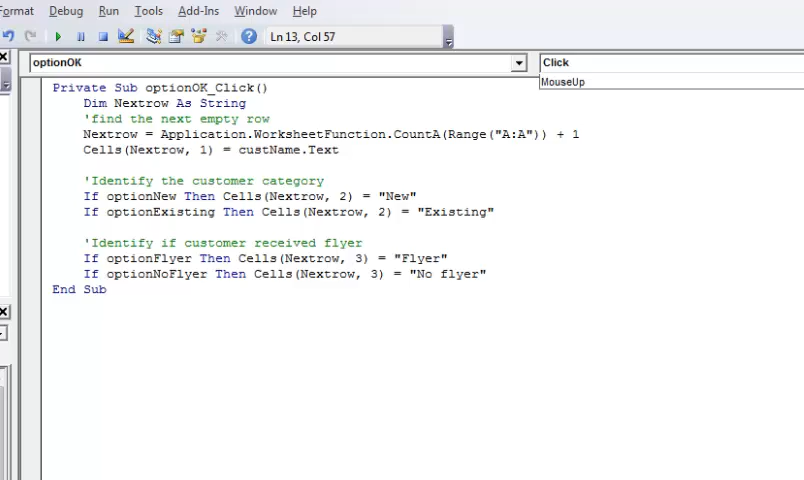 Format Debug Run Tools Add-Ins Window Help
Ln 13, Col 57
optionOK Click
MouseUp
Private Sub optionOK_Click()
Dim Nextrow As String
'find the next empty row
Nextrow = Application.WorksheetFunction.CountA(Range("A:A")) + 1
Cells(Nextrow, 1) = custName.Text
'Identify the customer category
If optionNew Then Cells(Nextrow, 2) = "New"
If optionExisting Then Cells(Nextrow, 2) = "Existing"
'Identify if customer received flyer
If optionFlyer Then Cells(Nextrow, 3) = "Flyer"
If optionNoFlyer Then Cells(Nextrow, 3) = "No flyer"
End Sub